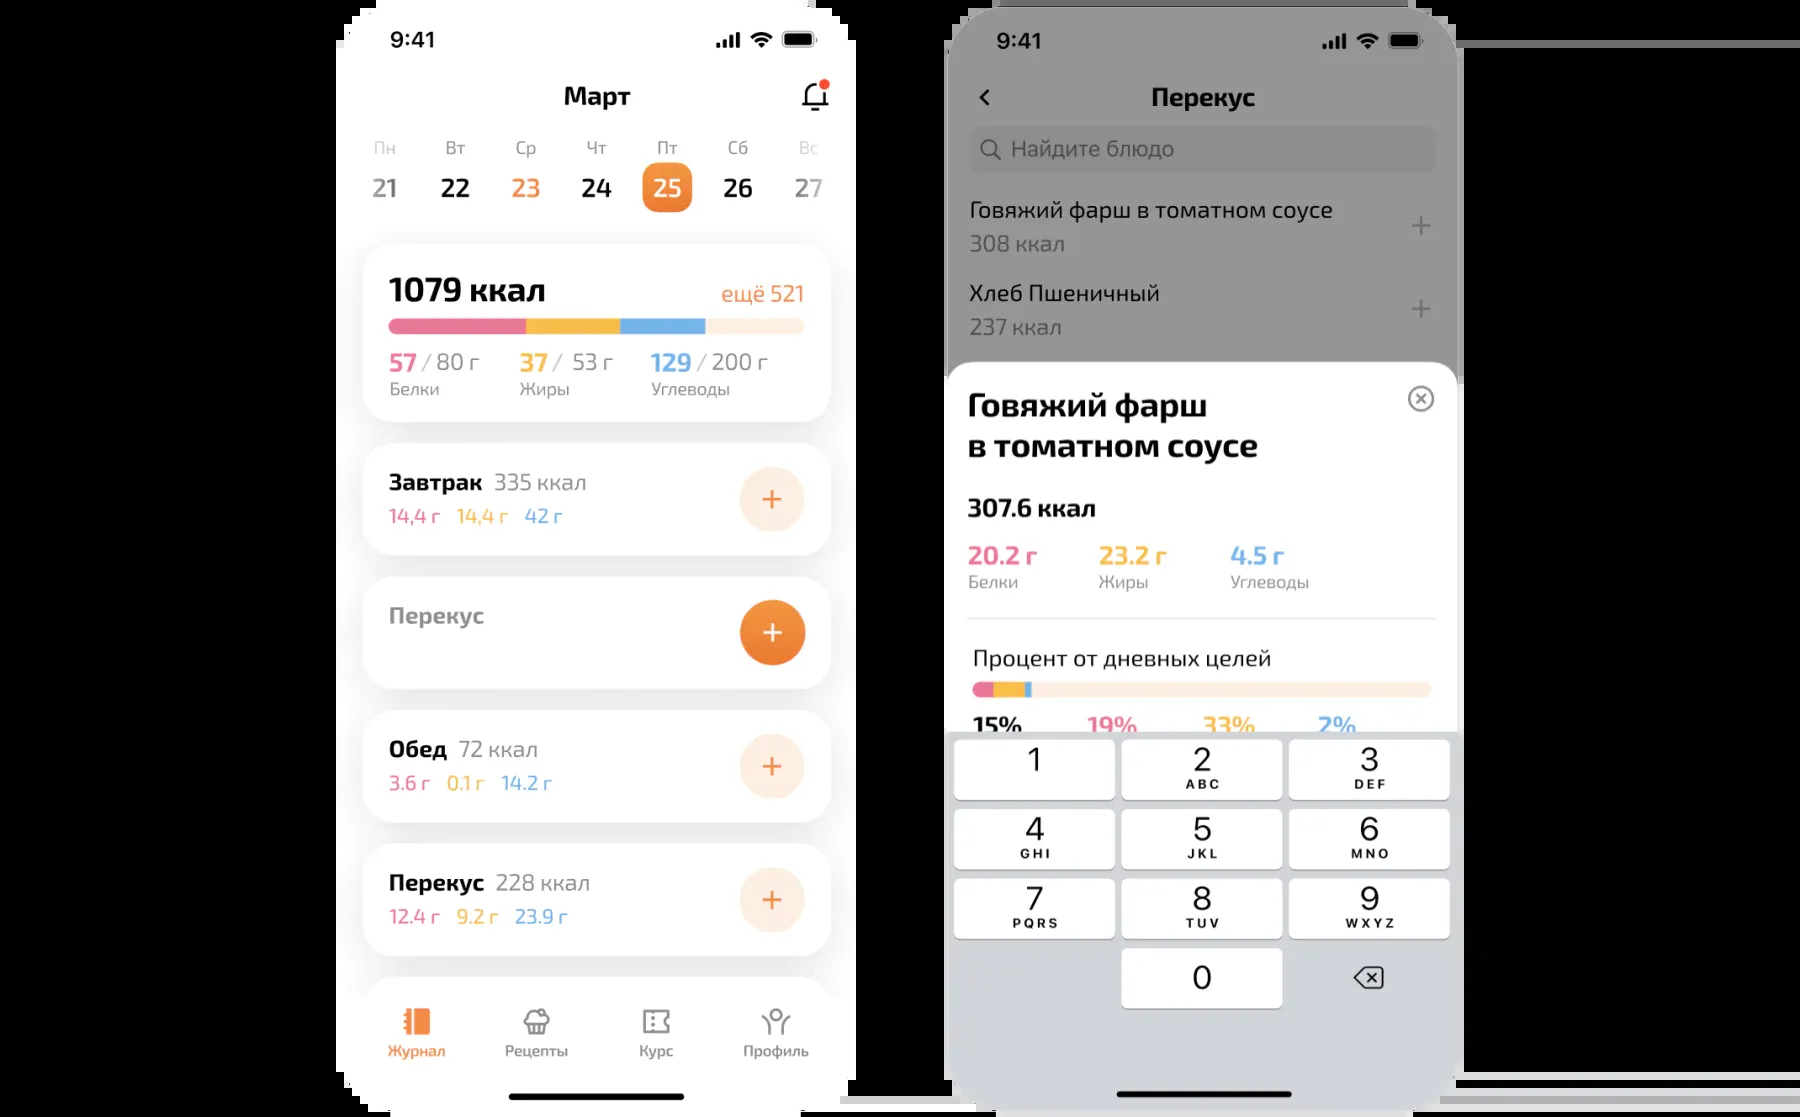 9:41
Март
Пн Вт Ср Чт Пт Сб Вс
21 22 23 24 25 26 27
1079 ккал ещё 521
57 / 80 г 37 / 53 г 129 / 200 г
Белки Жиры Углеводы
Завтрак 335 ккал
14,4 г 14,4 г 42 г
Перекус
Обед 72 ккал
3.6 г 0.1 г 14.2 г
Перекус 228 ккал
12.4 г 9.2 г 23.9 г
Журнал Рецепты Курс Профиль
9:41
Перекус
Найдите блюдо
Говяжий фарш в томатном соусе
308 ккал
Хлеб Пшеничный
237 ккал
Говяжий фарш
в томатном соусе
307.6 ккал
20.2 г 23.2 г 4.5 г
Белки Жиры Углеводы
Процент от дневных целей
15% 19% 33% 2%
1 2 3
ABC DEF
4 5 6
GHI JKL MNO
7 8 9
PQRS TUV WXYZ
0